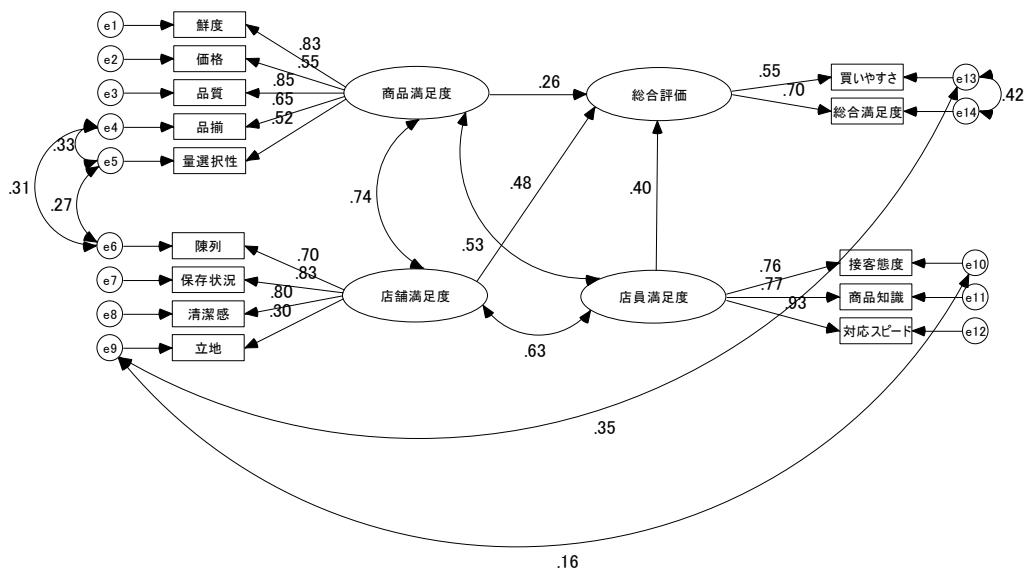 e1
鮮度
e2
価格
e3
品質
e4
品揃
e5
量選択性
.83
.55
.85
.65
.52
商品満足度
.26
総合評価
.55
.70
買いやすさ
e13
総合満足度
e14
.42
.33
.31
.27
.74
.53
.48
.40
e6
陳列
e7
保存状況
e8
清潔感
e9
立地
.70
.83
.80
.30
店舗満足度
.63
店員満足度
.76
.77
.93
接客態度
e10
商品知識
e11
対応スピード
e12
.35
.16